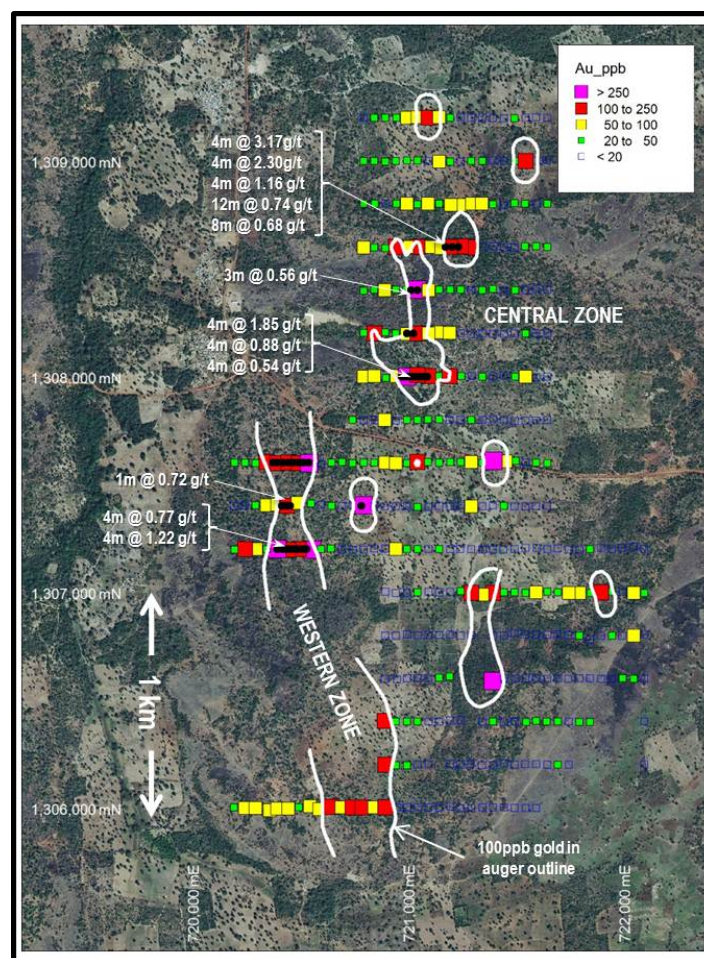 Au_ppb
> 250
100 to 250
50 to 100
20 to 50
< 20
4m @ 3.17 g/t
4m @ 2.30g/t
4m @ 1.16 g/t
12m @ 0.74 g/t
8m @ 0.68 g/t
1,309,000 mN
3m @ 0.56 g/t
CENTRAL ZONE
4m @ 1.85 g/t
4m @ 0.88 g/t
4m @ 0.54 g/t
1,308,000 mN
1m @ 0.72 g/t
4m @ 0.77 g/t
4m @ 1.22 g/t
1,307,000 mN
WESTERN ZONE
1 km
1,306,000 mN
100ppb gold in
auger outline
720,000 mE
721,000 mE
722,000 mE